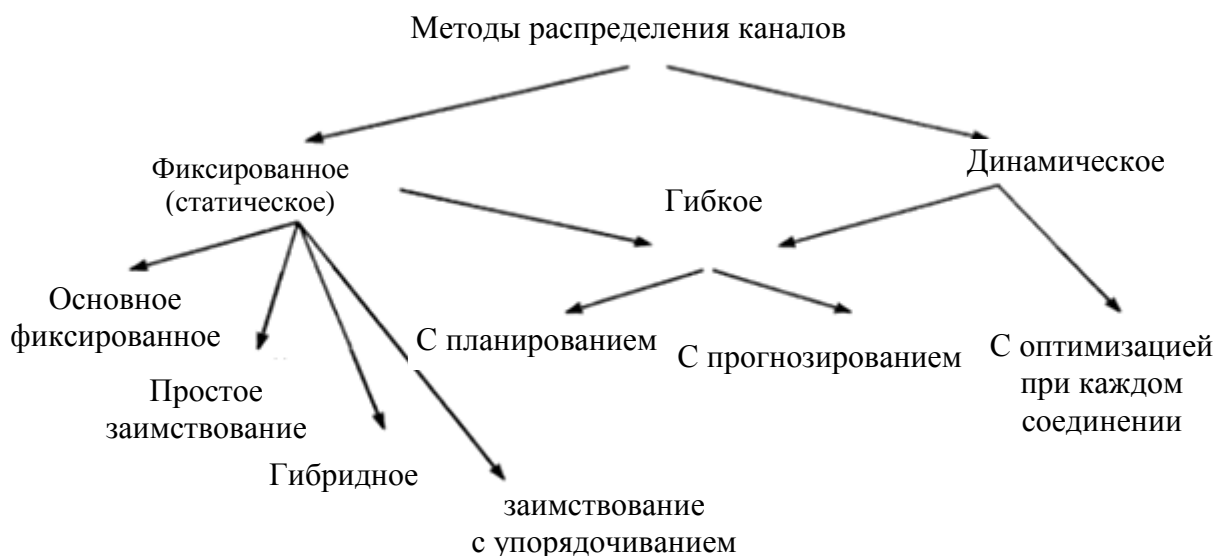 Методы распределения каналов
Фиксированное
(статическое)
Гибкое
Динамическое
Основное
фиксированное
Простое
заимствование
Гибридное
заимствование
с упорядочиванием
С планированием
С прогнозированием
С оптимизацией
при каждом
соединении